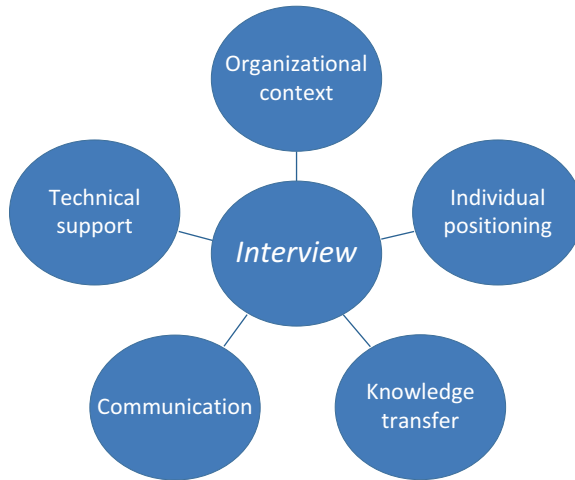 Organizational
context
Technical
support
Individual
positioning
Interview
Communication
Knowledge
transfer